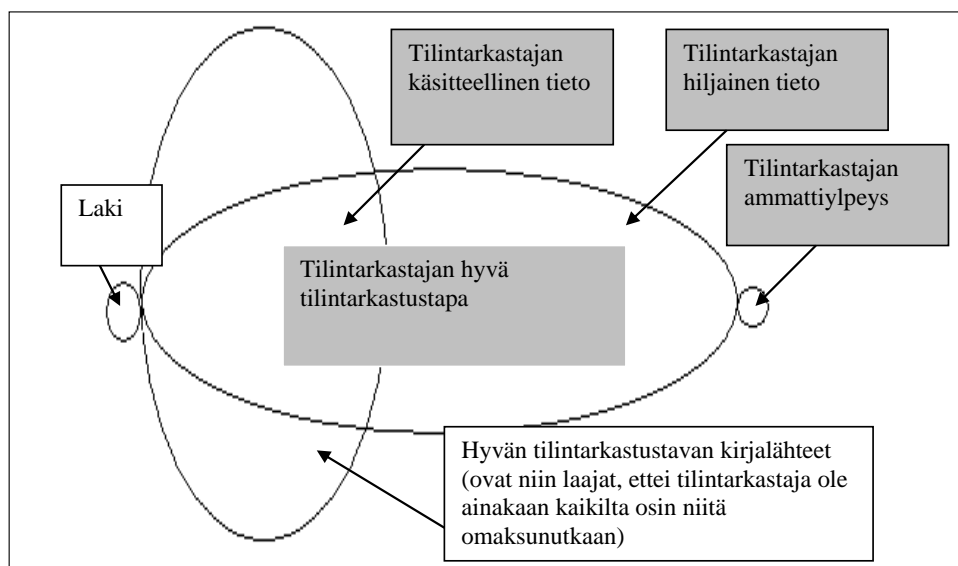 Tilintarkastajan
käsitteellinen tieto
Tilintarkastajan
hiljainen tieto
Tilintarkastajan
ammattiylpeys
Laki
Tilintarkastajan hyvä
tilintarkastustapa
Hyvän tilintarkastustavan kirjalähteet
(ovat niin laajat, ettei tilintarkastaja ole
ainakaan kaikilta osin niitä
omaksunutkaan)